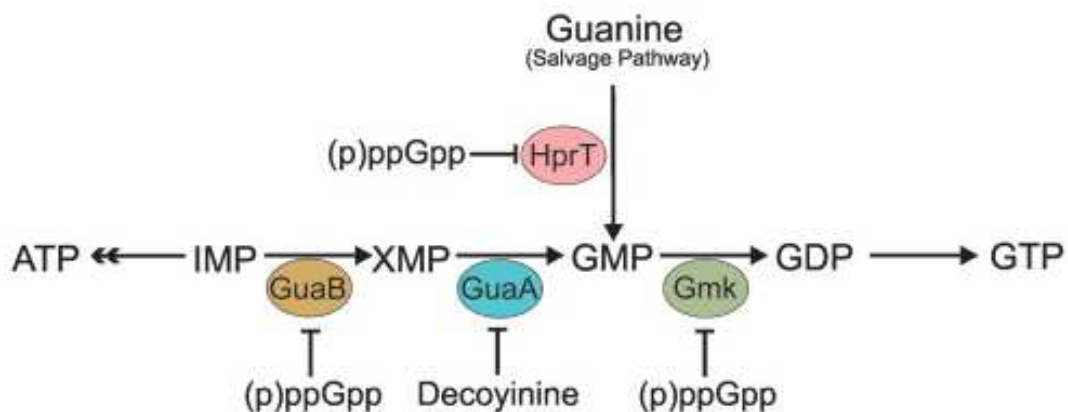 Guanine
(Salvage Pathway)
(p)ppGpp HprT
ATP IMP XMP GMP GDP GTP
GuaB GuaA Gmk
(p)ppGpp Decoyinine (p)ppGpp